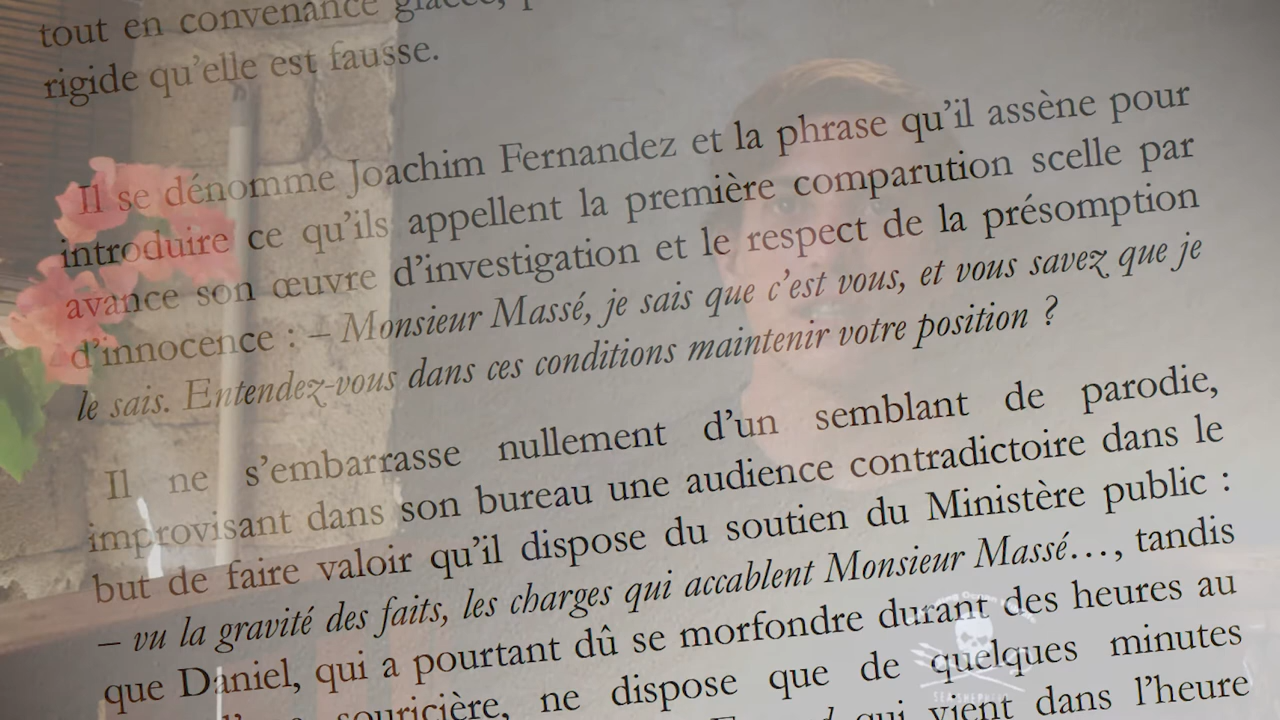 tout en convenance glacée,
rigide qu'elle est fausse.
Il se dénomme Joachim Fernandez et la phrase qu'il assène pour
introduire ce qu'ils appellent la première comparution scelle par
avance son œuvre d'investigation et le respect de la présomption
d'innocence : – Monsieur Massé, je sais que c'est vous, et vous savez que je
le sais. Entendez-vous dans ces conditions maintenir votre position ?
Il ne s'embarrasse nullement d'un semblant de parodie,
improvisant dans son bureau une audience contradictoire dans le
but de faire valoir qu'il dispose du soutien du Ministère public :
– vu la gravité des faits, les charges qui accablent Monsieur Massé…, tandis
que Daniel, qui a pourtant dû se morfondre durant des heures au
souricière, ne dispose que de quelques minutes
qui vient dans l'heure
SEA SHEPHERD